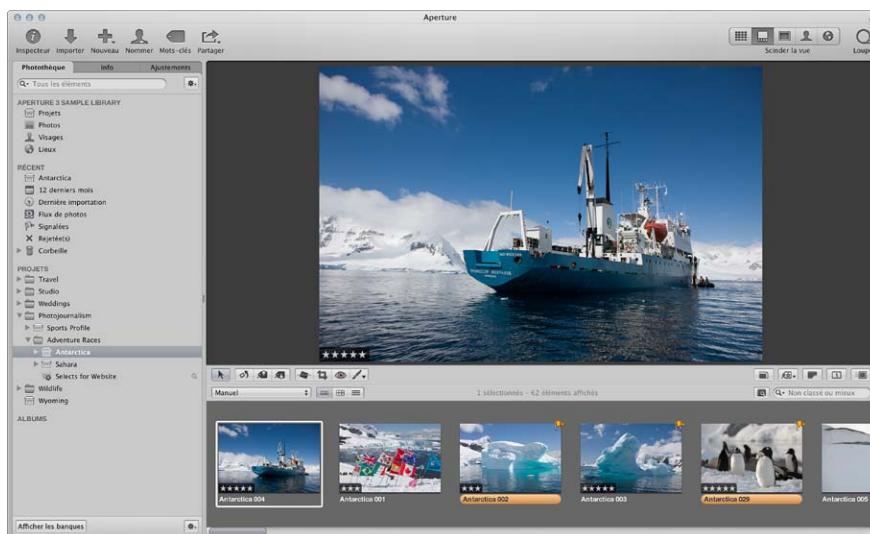 Aperture
Inspecteur Importer Nouveau Nommer Mots-clés Partager
Scinder la vue
Photothèque Info Ajustements
Tous les éléments
APERTURE 3 SAMPLE LIBRARY
Projets
Photos
Visages
Lieux
RÉCENT
Antarctica
12 derniers mois
Dernière importation
Flux de photos
Signalées
Rejetée(s)
Corbeille
PROJETS
Travel
Studio
Weddings
Photojournalism
Sports Profile
Adventure Races
Antarctica
Sahara
Selects for Website
Wildlife
Wyoming
ALBUMS
Afficher les banques
Manuel
1 sélectionnés - 62 éléments affichés
Non classé ou mieux
Antarctica 004
Antarctica 001
Antarctica 002
Antarctica 003
Antarctica 029
Antarctica 005